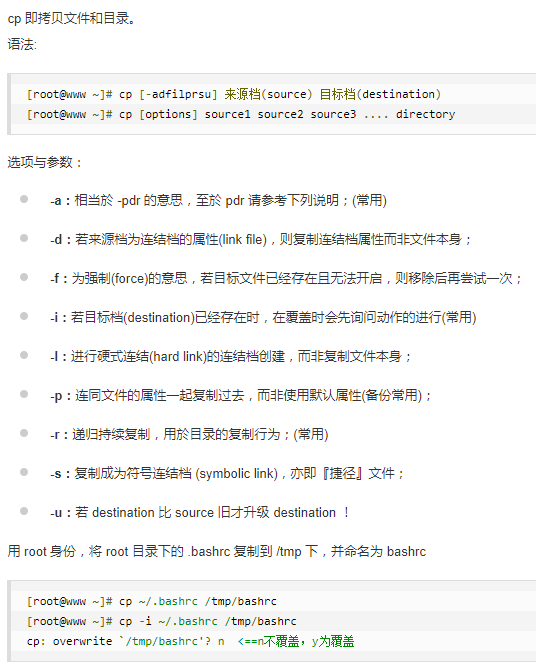 cp 即拷贝文件和目录。
语法:
[root@www ~]# cp [-adfilprsu] 来源档(source) 目标档(destination)
[root@www ~]# cp [options] source1 source2 source3 .... directory
选项与参数：
-a：相当於 -pdr 的意思，至於 pdr 请参考下列说明；(常用)
-d：若来源档为连结档的属性(link file)，则复制连结档属性而非文件本身；
-f：为强制(force)的意思，若目标文件已经存在且无法开启，则移除后再尝试一次；
-i：若目标档(destination)已经存在时，在覆盖时会先询问动作的进行(常用)
-l：进行硬式连结(hard link)的连结档创建，而非复制文件本身；
-p：连同文件的属性一起复制过去，而非使用默认属性(备份常用)；
-r：递归持续复制，用於目录的复制行为；(常用)
-s：复制成为符号连结档 (symbolic link)，亦即『捷径』文件；
-u：若 destination 比 source 旧才升级 destination ！
用 root 身份，将 root 目录下的 .bashrc 复制到 /tmp 下，并命名为 bashrc
[root@www ~]# cp ~/.bashrc /tmp/bashrc
[root@www ~]# cp -i ~/.bashrc /tmp/bashrc
cp: overwrite `/tmp/bashrc'? n  <==n不覆盖，y为覆盖